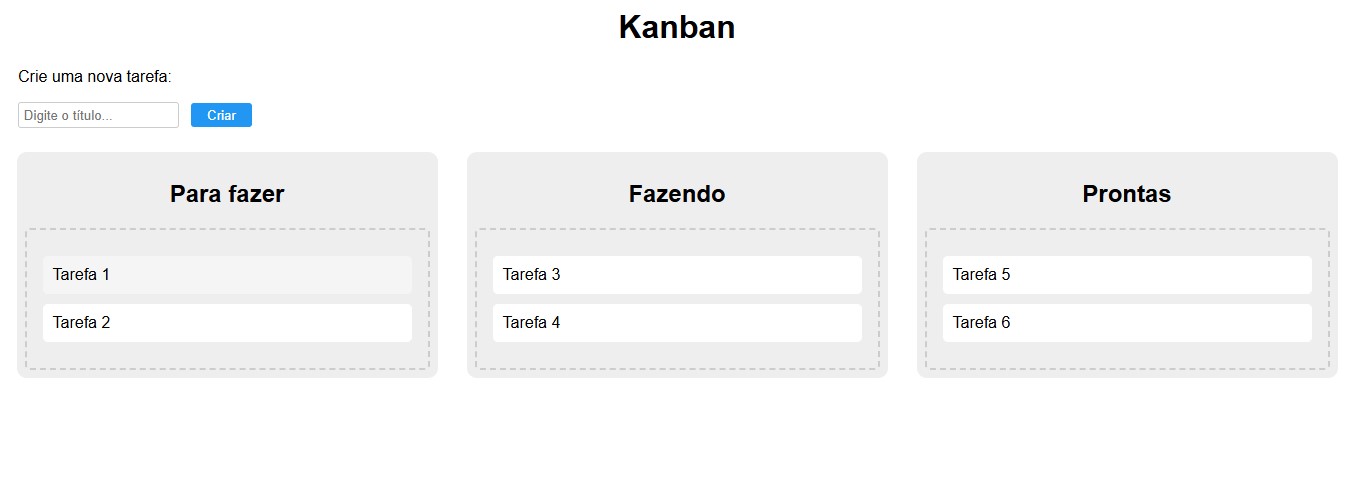 Kanban
Crie uma nova tarefa:
Digite o título...
Criar
Para fazer
Tarefa 1
Tarefa 2
Fazendo
Tarefa 3
Tarefa 4
Prontas
Tarefa 5
Tarefa 6